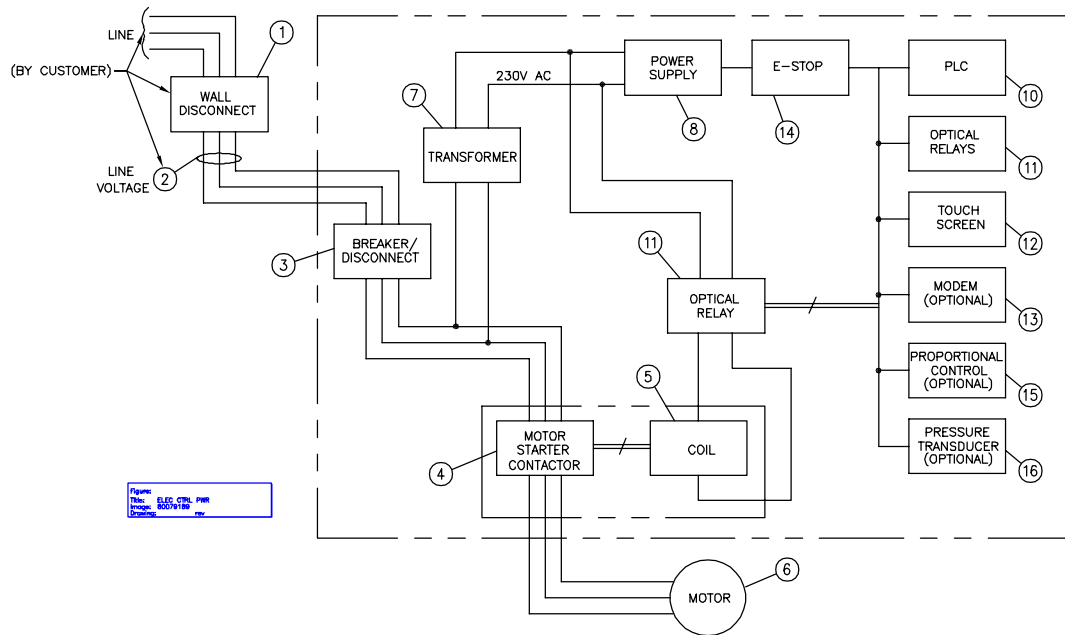 LINE
(BY CUSTOMER)
1
WALL
DISCONNECT
2
LINE
VOLTAGE
3
BREAKER/
DISCONNECT
7
230V AC
TRANSFORMER
POWER
SUPPLY
8
E-STOP
14
PLC
10
OPTICAL
RELAYS
11
TOUCH
SCREEN
12
11
OPTICAL
RELAY
MODEM
(OPTIONAL)
13
PROPORTIONAL
CONTROL
(OPTIONAL)
15
5
4
MOTOR
STARTER
CONTACTOR
COIL
PRESSURE
TRANSDUCER
(OPTIONAL)
16
Figure:
Title: ELEC CTRL PWR
Image: 80079189
Drawing: rev
MOTOR
6